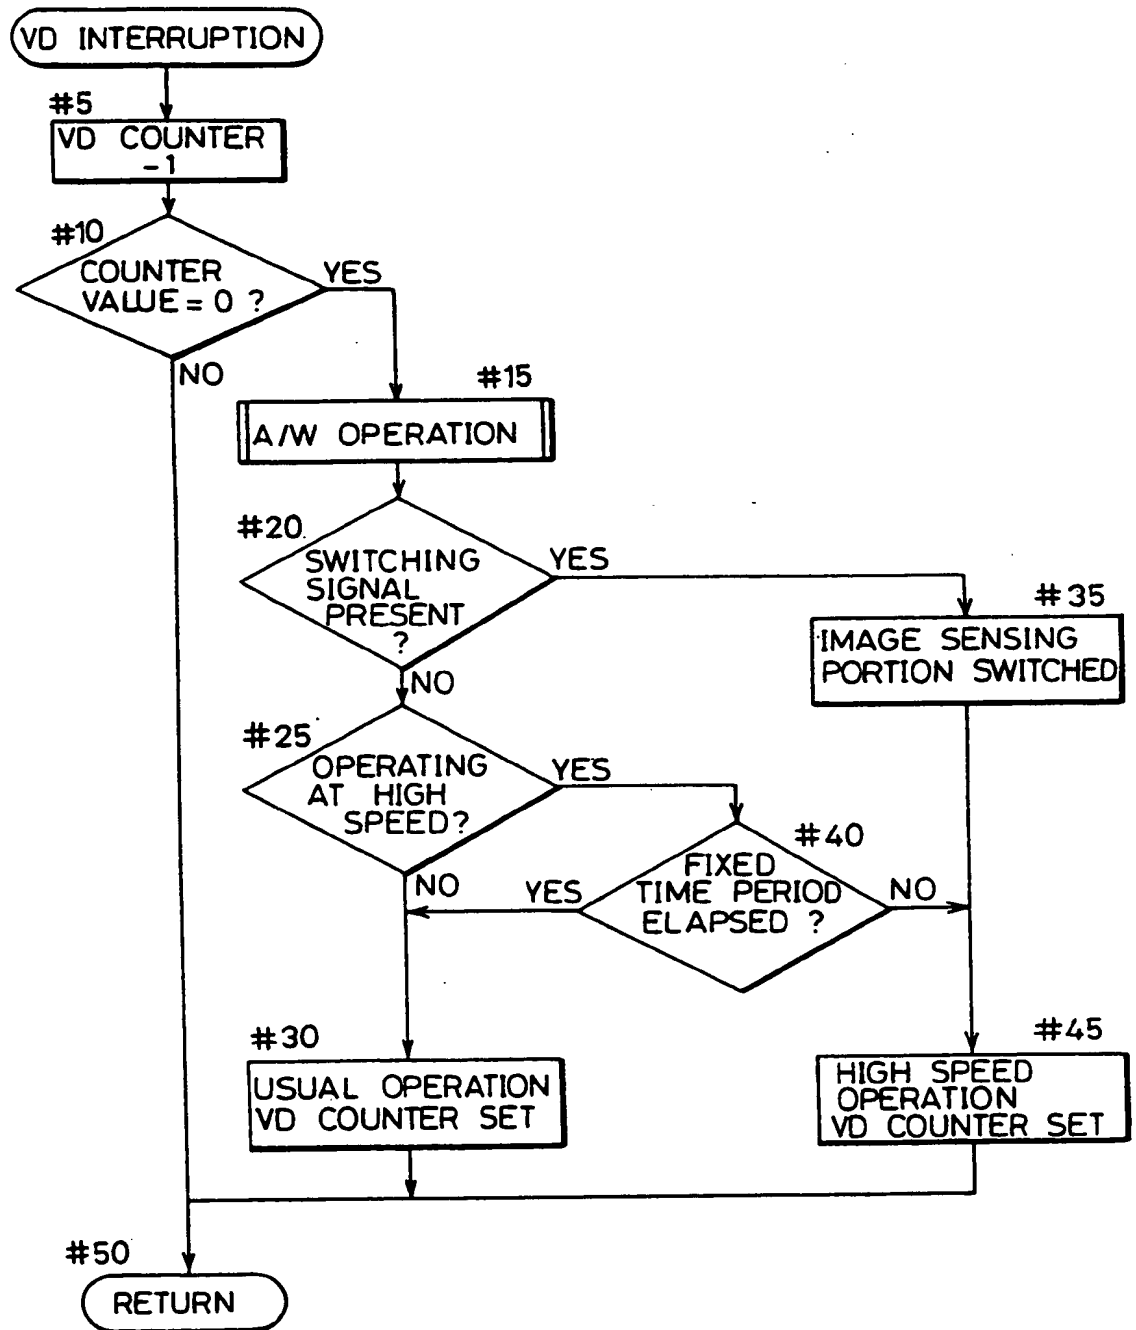 VD INTERRUPTION
#5
VD COUNTER
-1
#10
COUNTER
VALUE = 0 ?
YES
NO
#15
A/W OPERATION
#20
SWITCHING
SIGNAL
PRESENT
?
YES
NO
#35
IMAGE SENSING
PORTION SWITCHED
#25
OPERATING
AT HIGH
SPEED?
YES
NO
#40
FIXED
TIME PERIOD
ELAPSED ?
YES
NO
#30
USUAL OPERATION
VD COUNTER SET
#45
HIGH SPEED
OPERATION
VD COUNTER SET
#50
RETURN